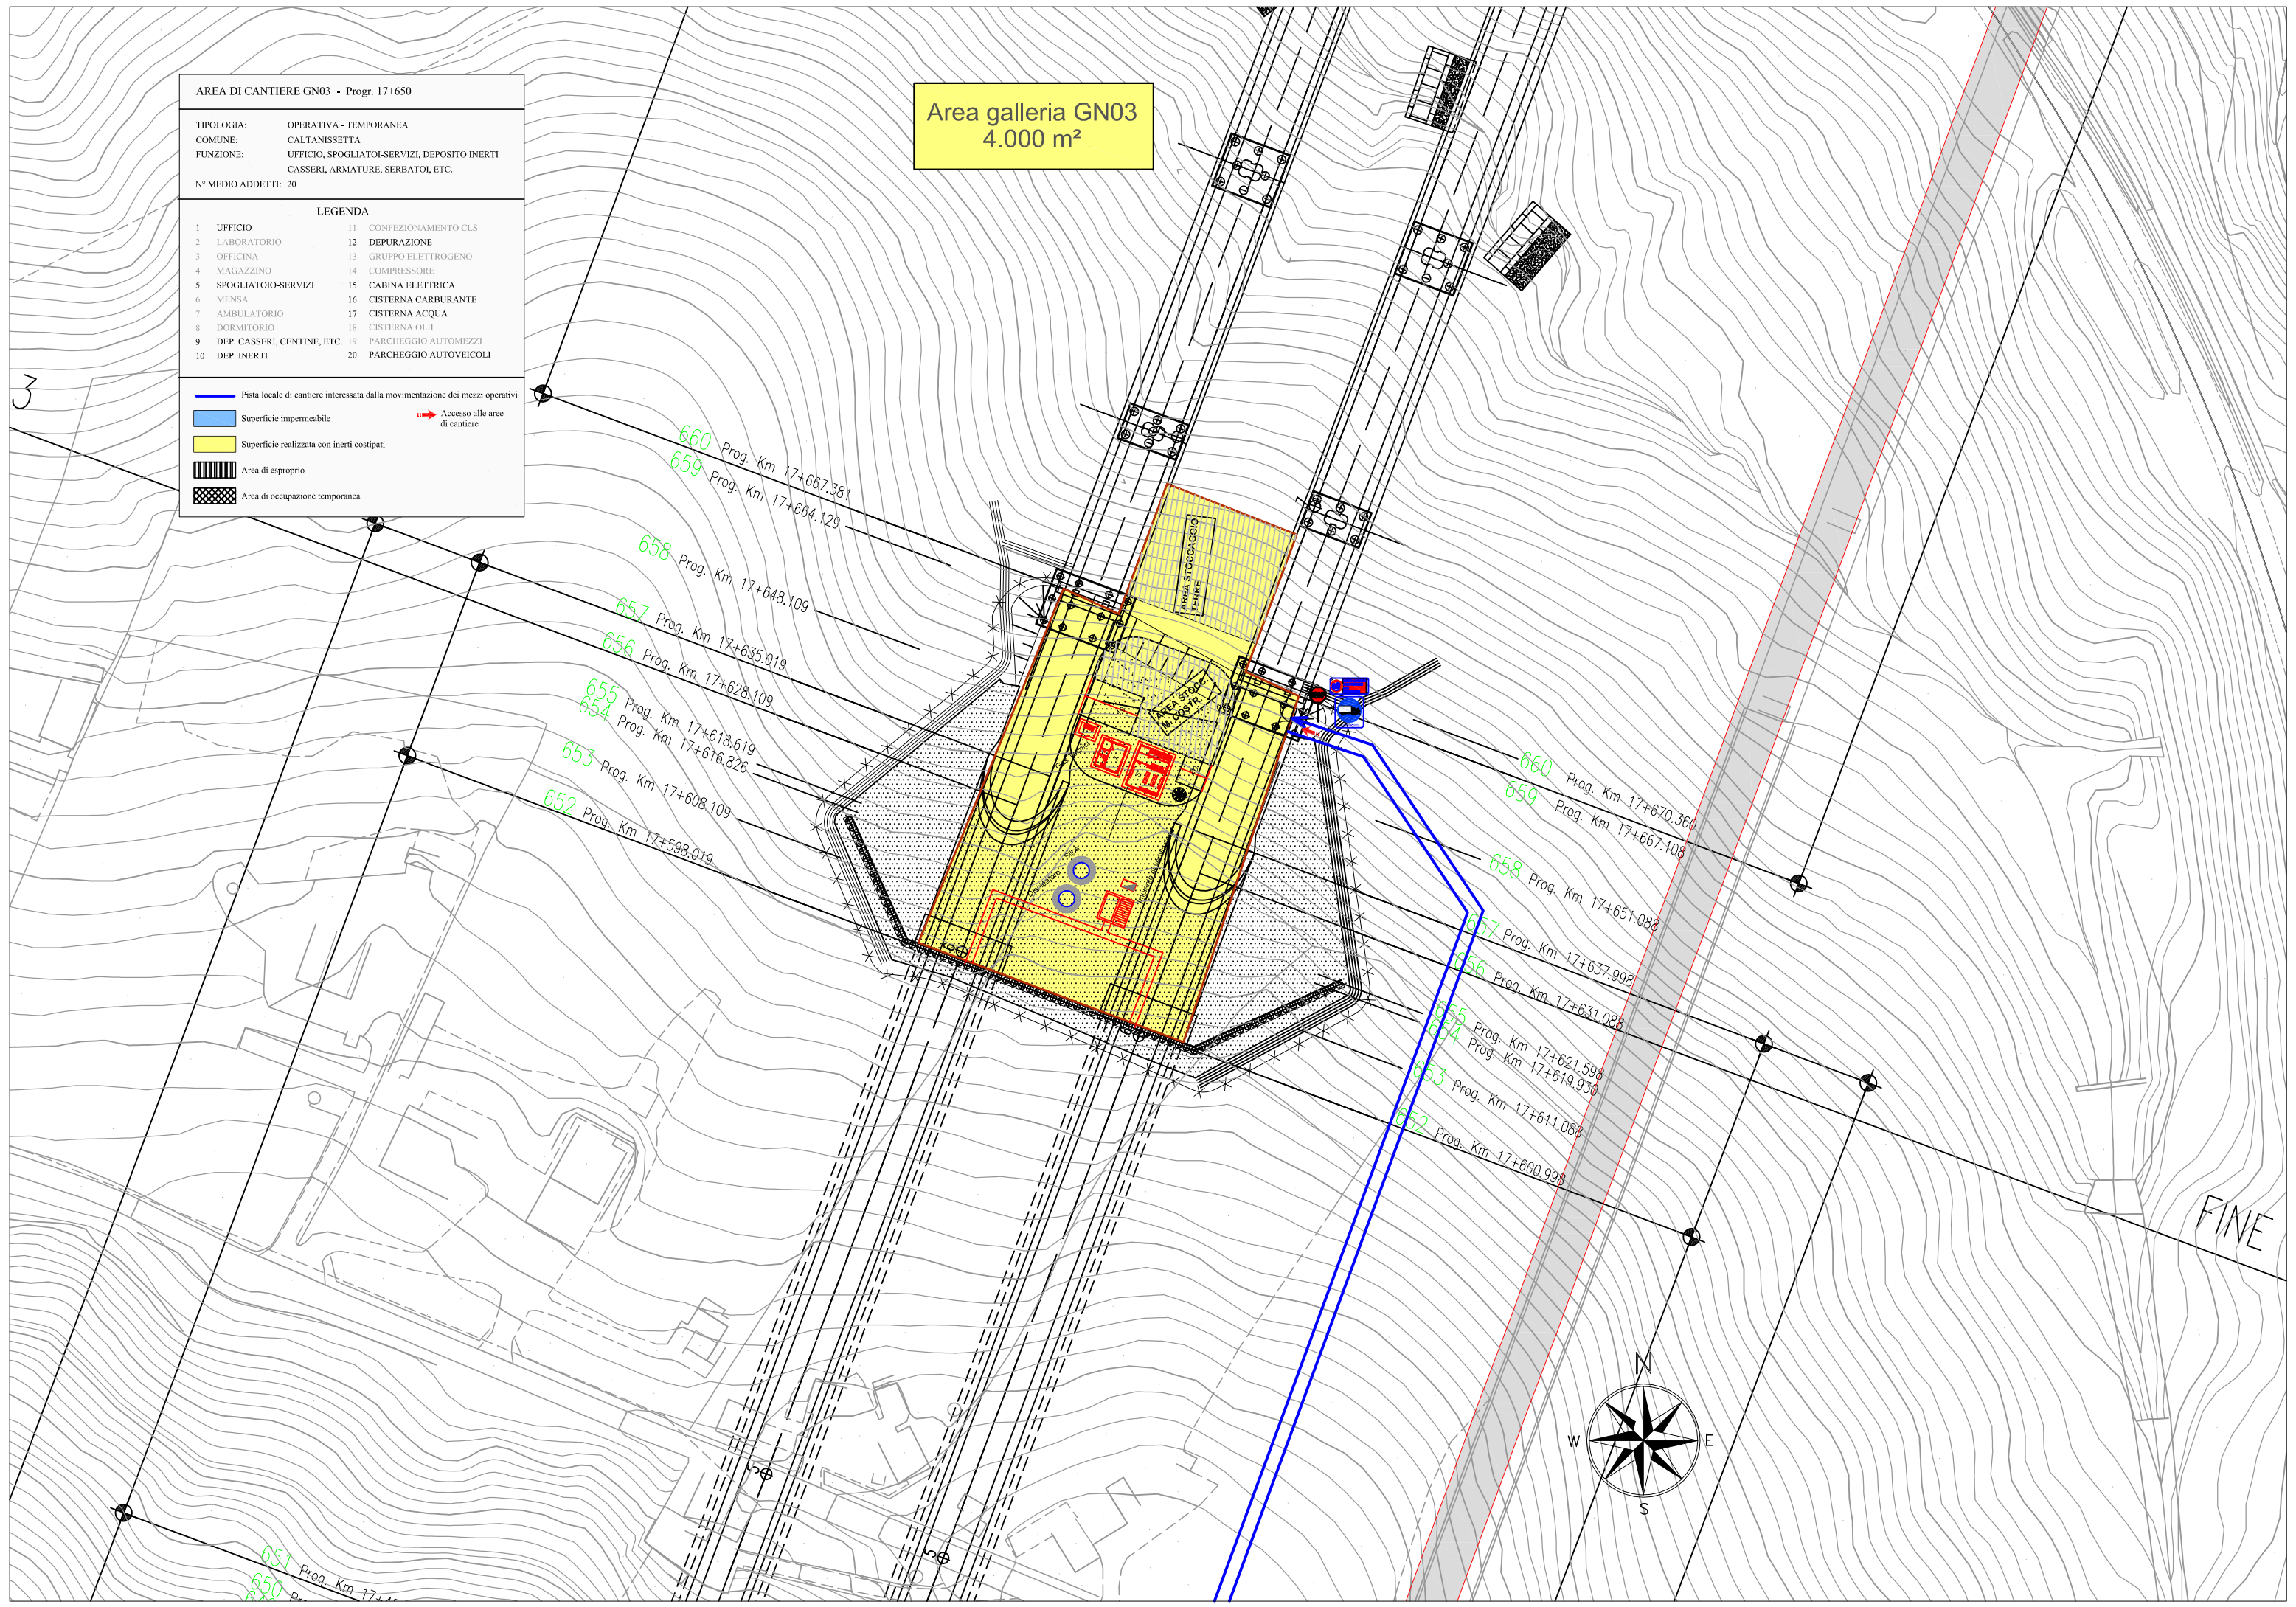 AREA DI CANTIERE GN03 - Progr. 17+650
TIPOLOGIA: OPERATIVA - TEMPORANEA
COMUNE: CALTANISSETTA
FUNZIONE: UFFICIO, SPOGLIATOI-SERVIZI, DEPOSITO INERTI
CASSERI, ARMATURE, SERBATOI, ETC.
N° MEDIO ADDETTI: 20
LEGENDA
1 UFFICIO
2 LABORATORIO
3 OFFICINA
4 MAGAZZINO
5 SPOGLIATOIO-SERVIZI
6 MENSA
7 AMBULATORIO
8 DORMITORIO
9 DEP. CASSERI, CENTINE, ETC.
10 DEP. INERTI
11 CONFEZIONAMENTO CLS
12 DEPURAZIONE
13 GRUPPO ELETTROGENO
14 COMPRESSORE
15 CABINA ELETTRICA
16 CISTERNA CARBURANTE
17 CISTERNA ACQUA
18 CISTERNA OLII
19 PARCHEGGIO AUTOMEZZI
20 PARCHEGGIO AUTOVEICOLI
Pista locale di cantiere interessata dalla movimentazione dei mezzi operativi
Superficie impermeabile
Accesso alle aree
di cantiere
Superficie realizzata con inerti costipati
Area di esproprio
Area di occupazione temporanea
Area galleria GN03
4.000 m²
3
660 Prog. Km 17+667.381
659 Prog. Km 17+664.129
658 Prog. Km 17+648.109
657 Prog. Km 17+635.019
656 Prog. Km 17+628.109
655 Prog. Km 17+618.619
654 Prog. Km 17+616.826
653 Prog. Km 17+608.109
652 Prog. Km 17+598.019
AREA STOCCAGGIO
TERRE
AREA STOCC.
M. COSTR.
660 Prog. Km 17+670.360
659 Prog. Km 17+667.108
658 Prog. Km 17+651.088
657 Prog. Km 17+637.998
656 Prog. Km 17+631.088
655 Prog. Km 17+621.598
654 Prog. Km 17+619.930
653 Prog. Km 17+611.088
652 Prog. Km 17+600.998
FINE
N
W E
S
5
5
651 Prog. Km
650